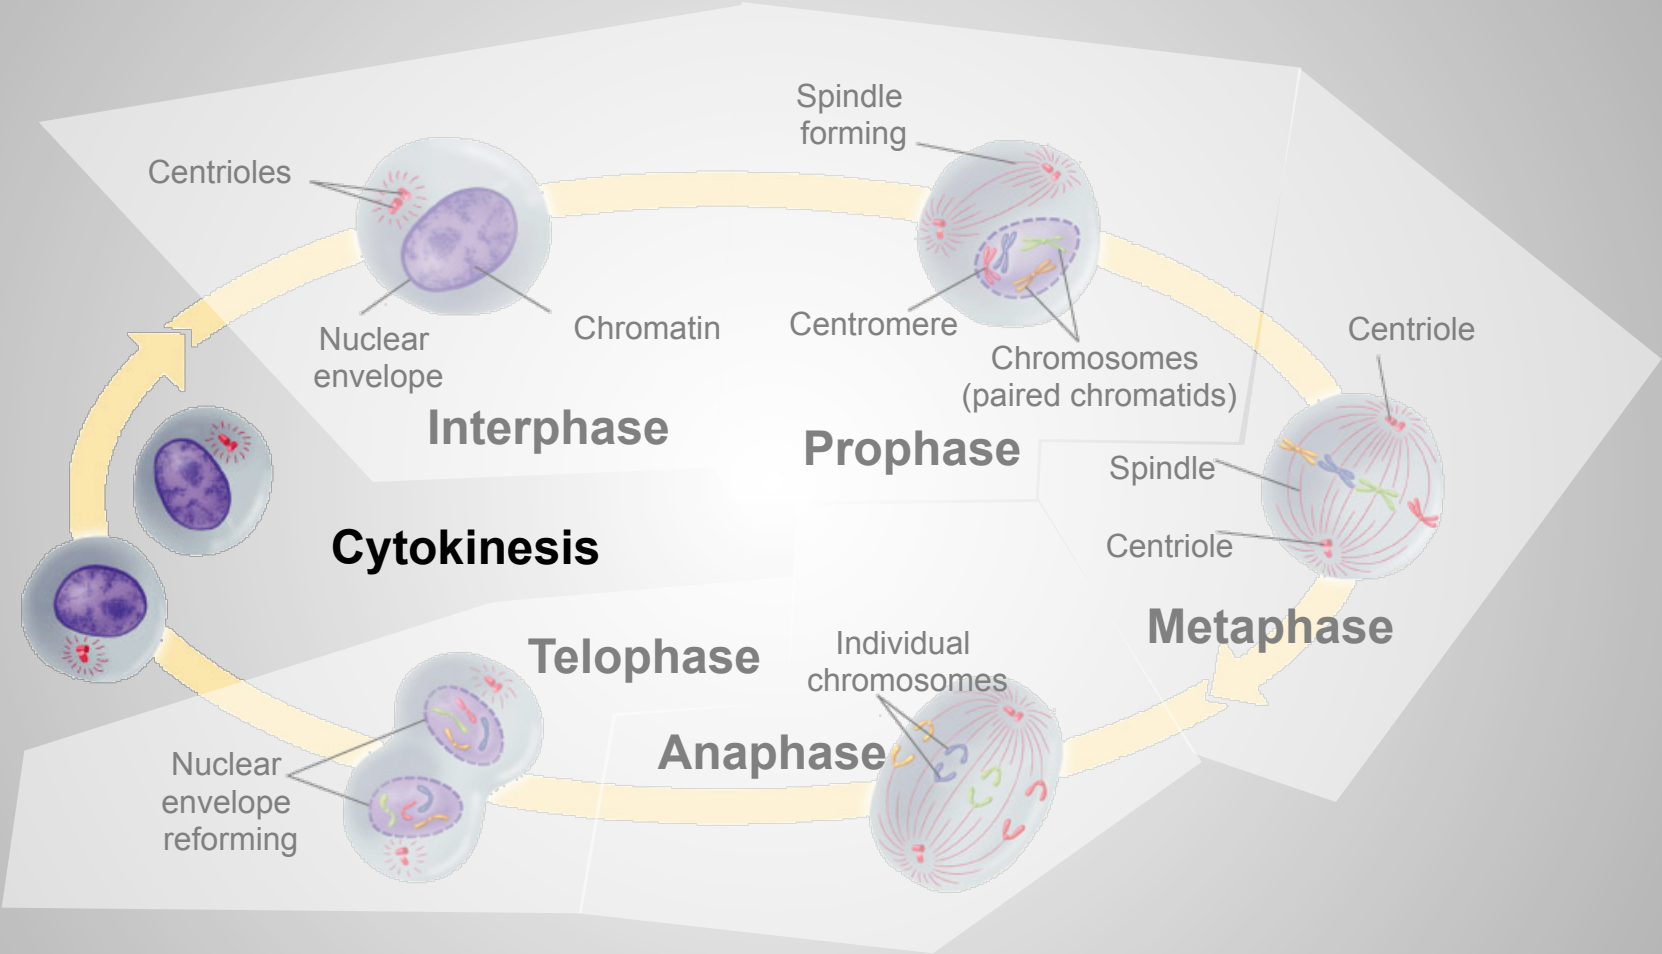 Spindle
forming
Centrioles
Nuclear
envelope
Chromatin
Centromere
Chromosomes
(paired chromatids)
Centriole
Interphase
Prophase
Spindle
Centriole
Cytokinesis
Metaphase
Telophase
Individual
chromosomes
Anaphase
Nuclear
envelope
reforming